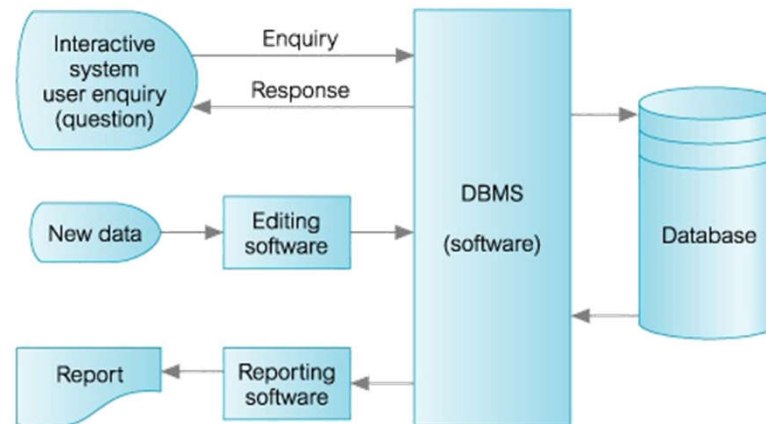 Interactive
system
user enquiry
(question)
Enquiry
Response
New data
Editing
software
DBMS
(software)
Database
Report
Reporting
software